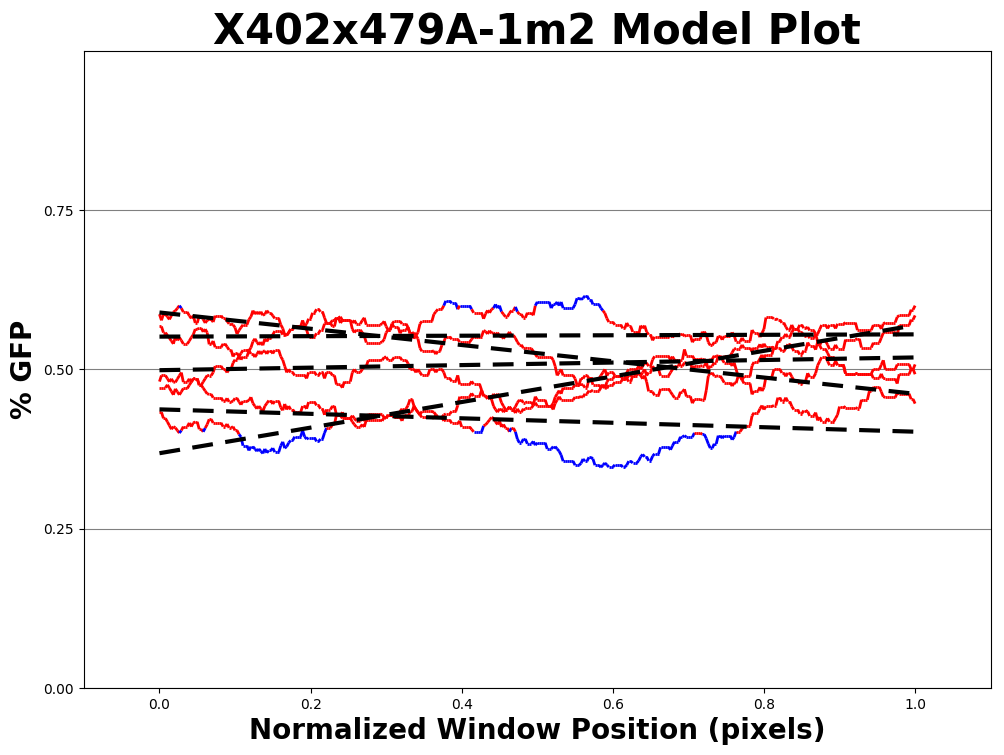 X402x479A-1m2 Model Plot
% GFP
0.75
0.50
0.25
0.00
0.0 0.2 0.4 0.6 0.8 1.0
Normalized Window Position (pixels)